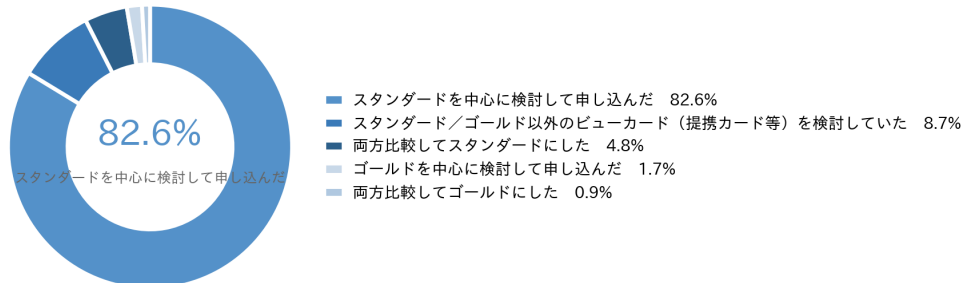 82.6%
スタンダードを中心に検討して申し込んだ
スタンダードを中心に検討して申し込んだ　82.6%
スタンダード／ゴールド以外のビューカード（提携カード等）を検討していた　8.7%
両方比較してスタンダードにした　4.8%
ゴールドを中心に検討して申し込んだ　1.7%
両方比較してゴールドにした　0.9%